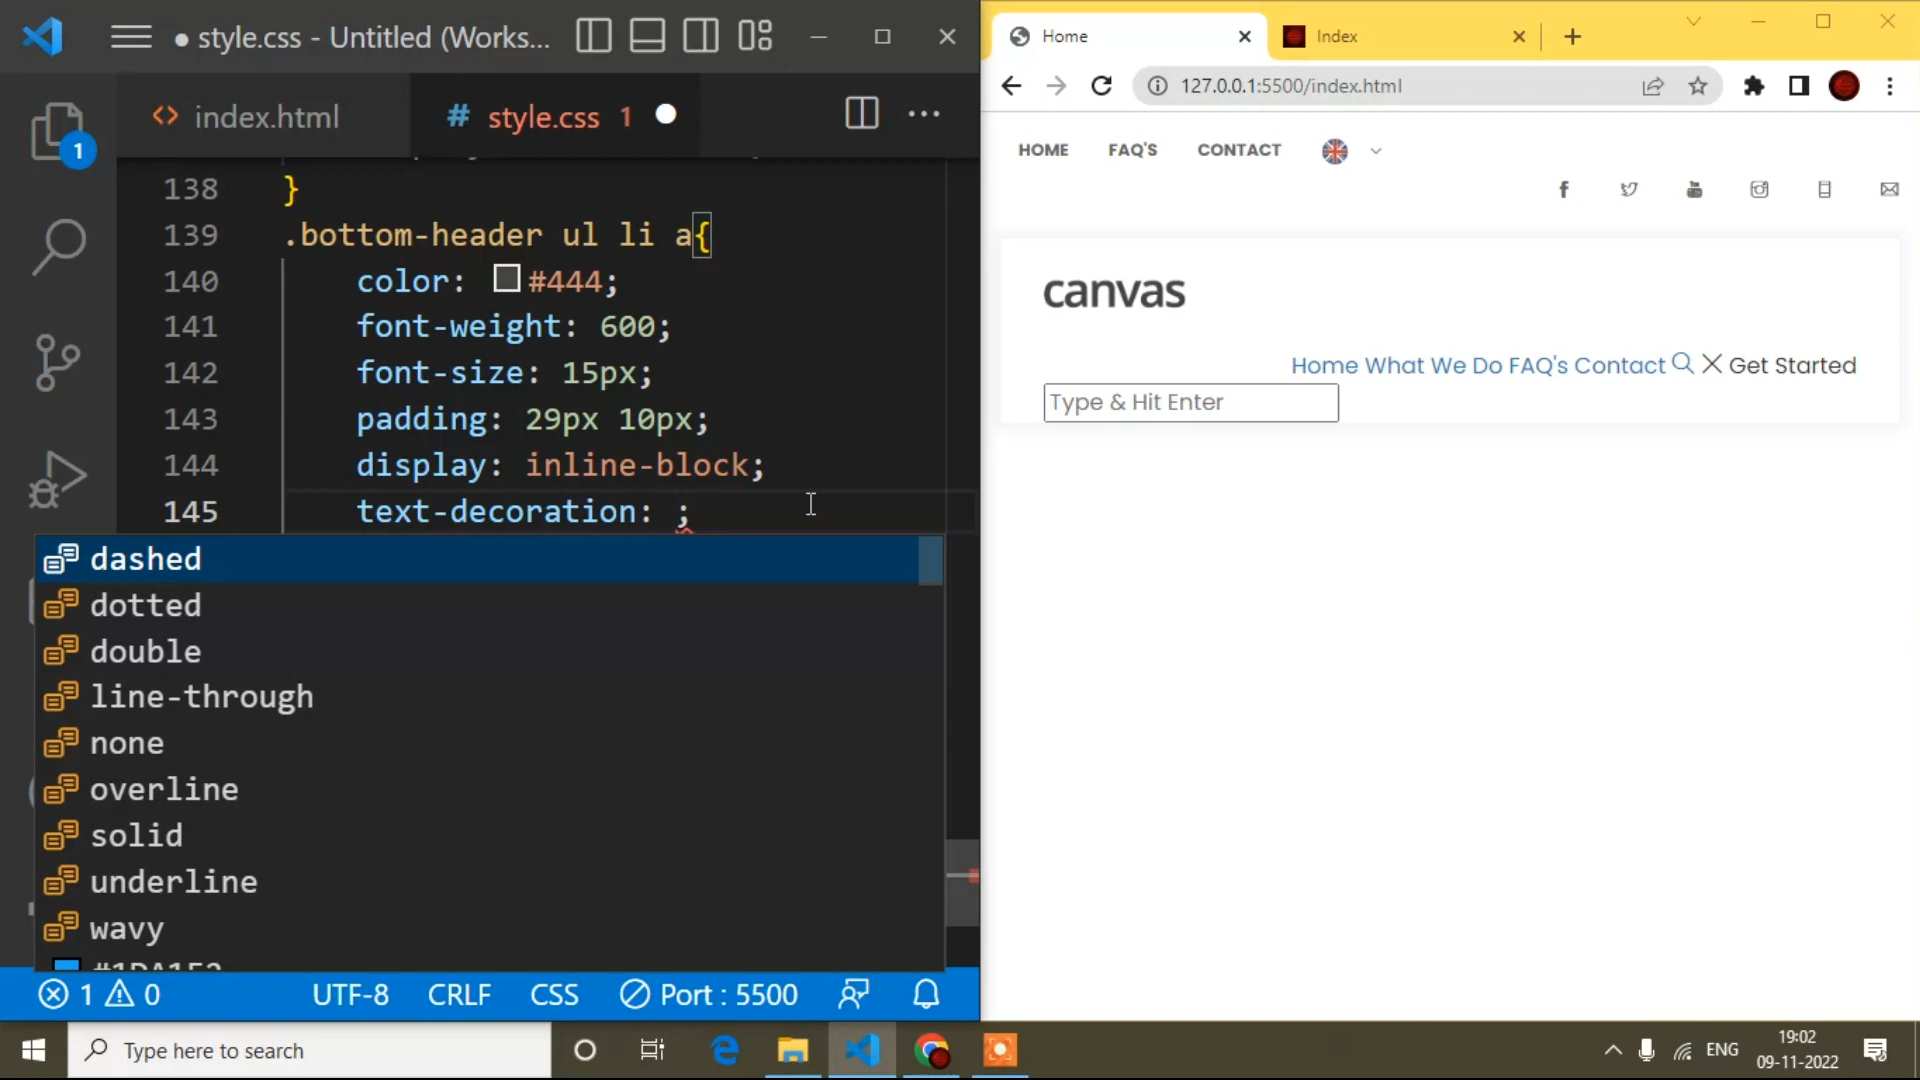 style.css - Untitled (Works...
index.html
style.css 1
1
138 }
139 .bottom-header ul li a{
140 color: #444;
141 font-weight: 600;
142 font-size: 15px;
143 padding: 29px 10px;
144 display: inline-block;
145 text-decoration: ;
dashed
dotted
double
line-through
none
overline
solid
underline
wavy
1 0 UTF-8 CRLF CSS Port : 5500
Home
Index
127.0.0.1:5500/index.html
HOME FAQ'S CONTACT
canvas
Home What We Do FAQ's Contact Get Started
Type & Hit Enter
Type here to search
ENG
19:02
09-11-2022